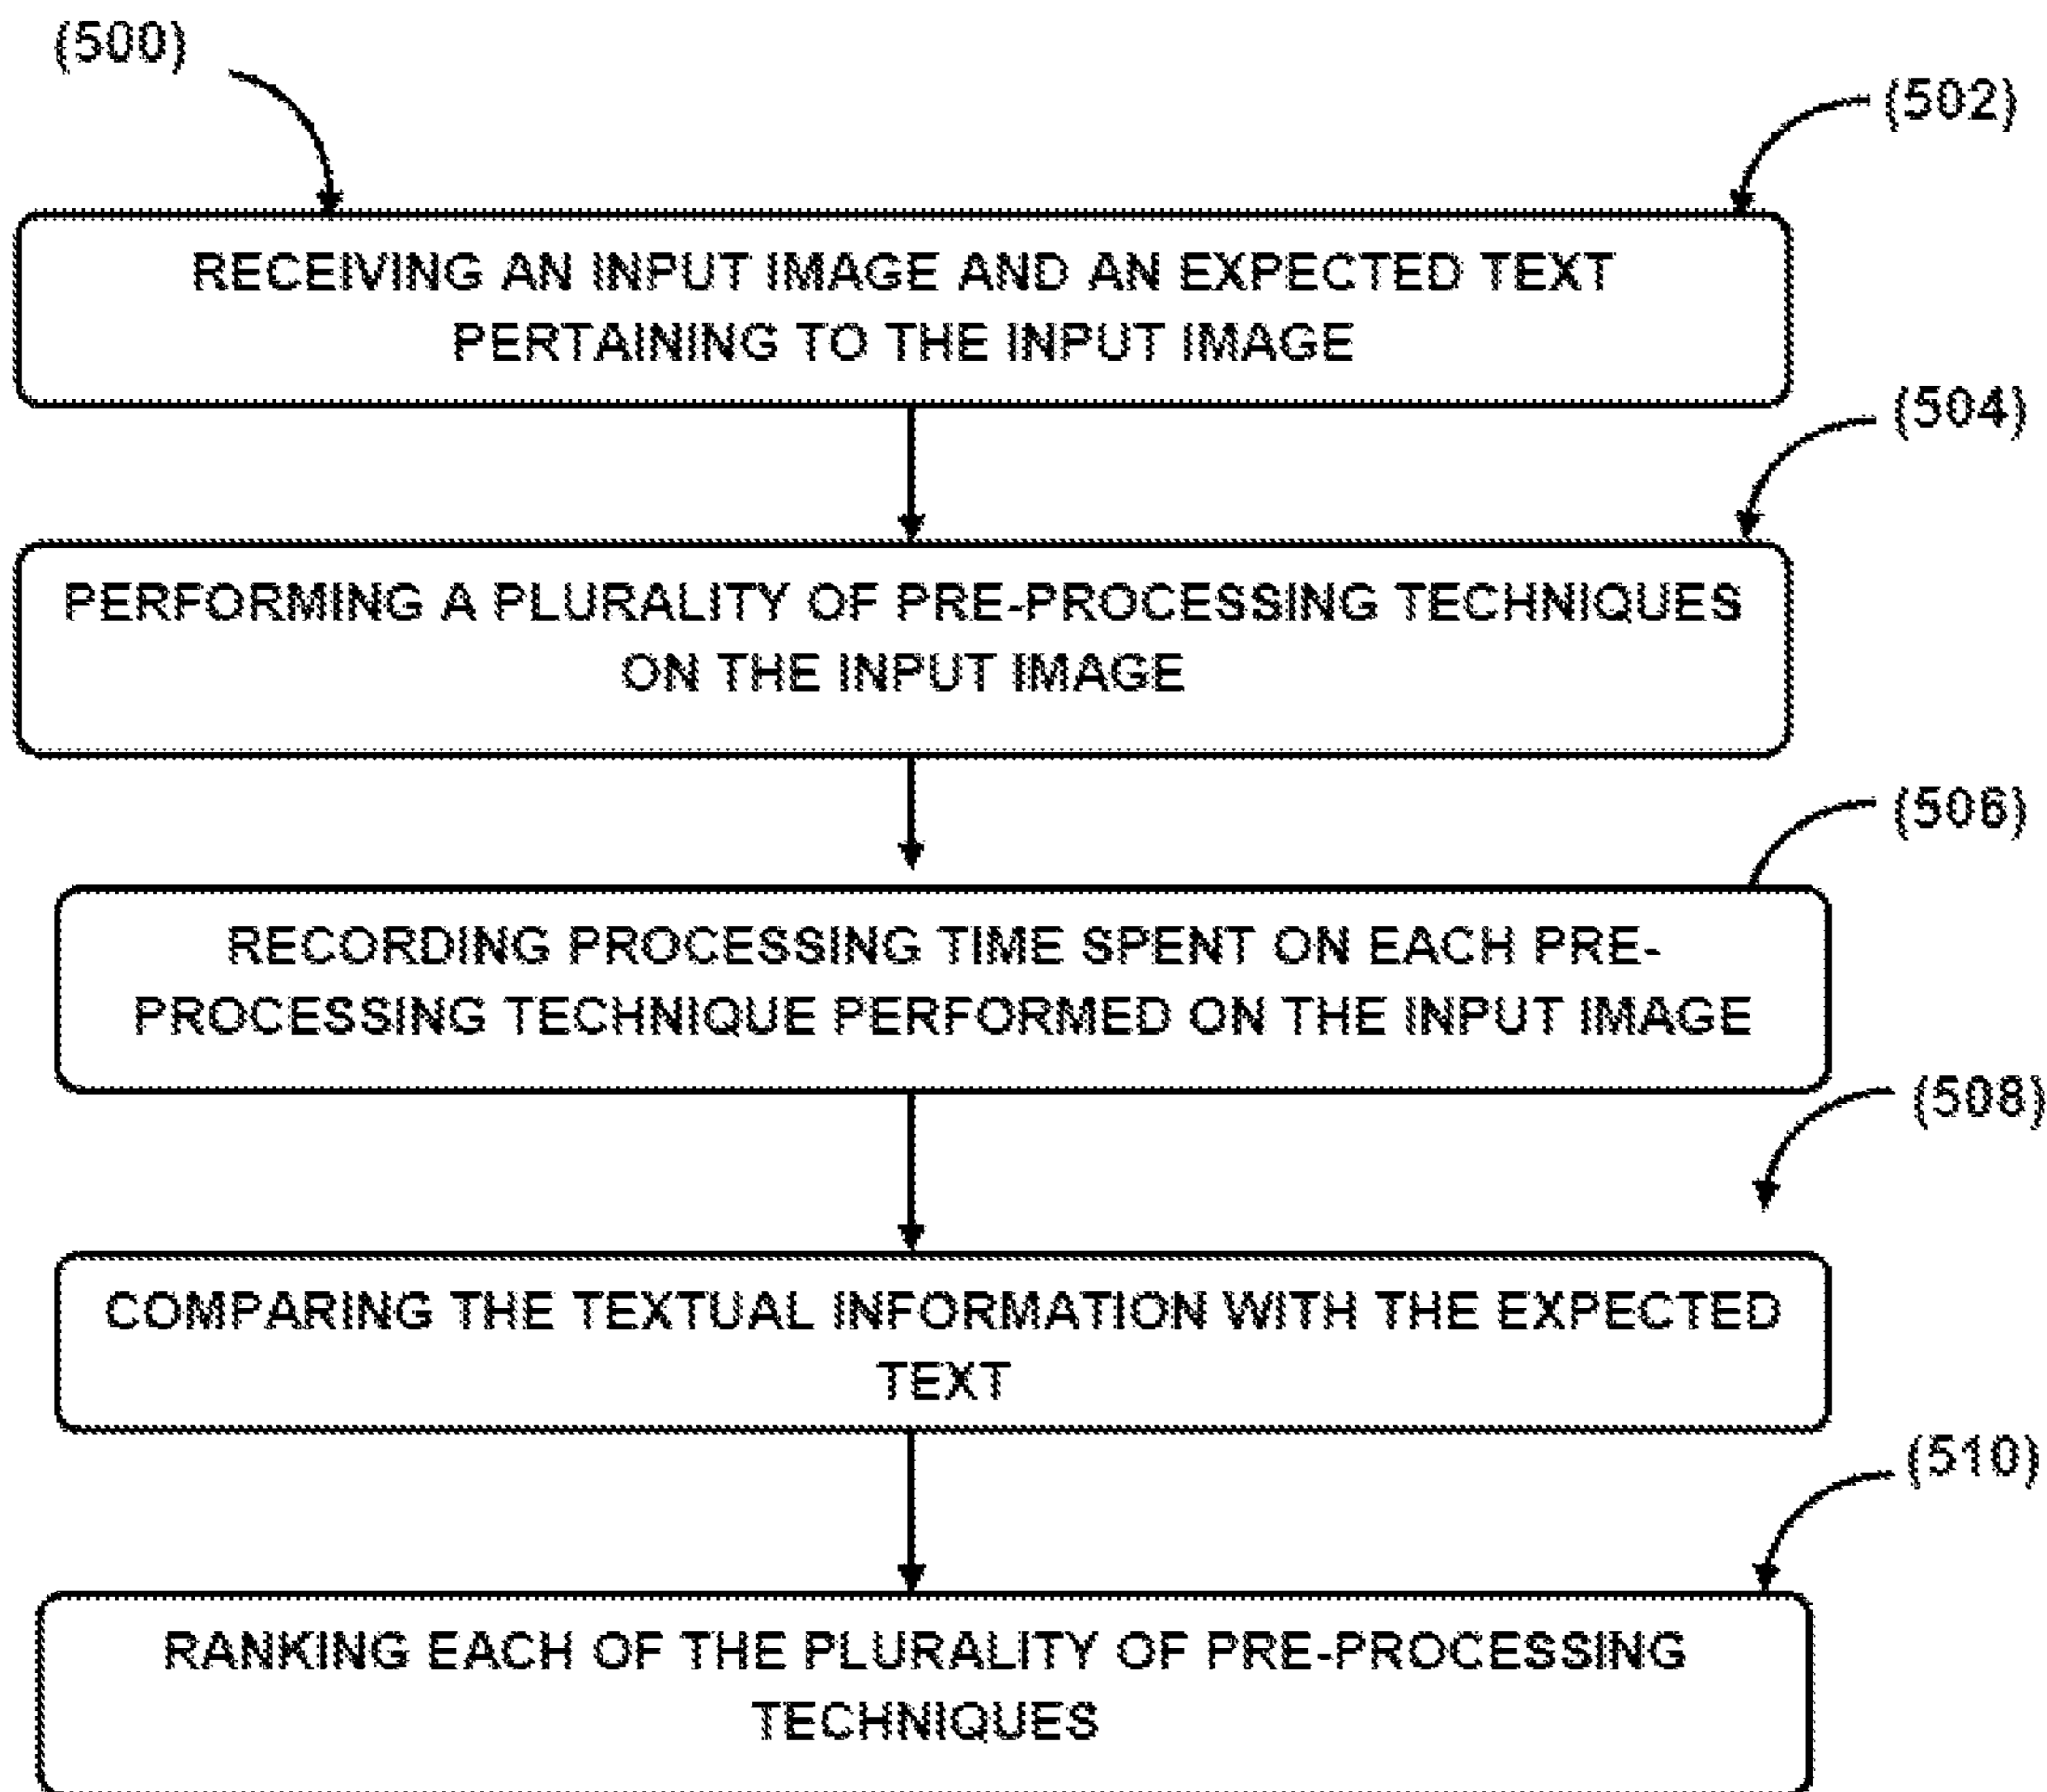 (500)
(502)
RECEIVING AN INPUT IMAGE AND AN EXPECTED TEXT
PERTAINING TO THE INPUT IMAGE
(504)
PERFORMING A PLURALITY OF PRE-PROCESSING TECHNIQUES
ON THE INPUT IMAGE
(506)
RECORDING PROCESSING TIME SPENT ON EACH PRE-
PROCESSING TECHNIQUE PERFORMED ON THE INPUT IMAGE
(508)
COMPARING THE TEXTUAL INFORMATION WITH THE EXPECTED
TEXT
(510)
RANKING EACH OF THE PLURALITY OF PRE-PROCESSING
TECHNIQUES